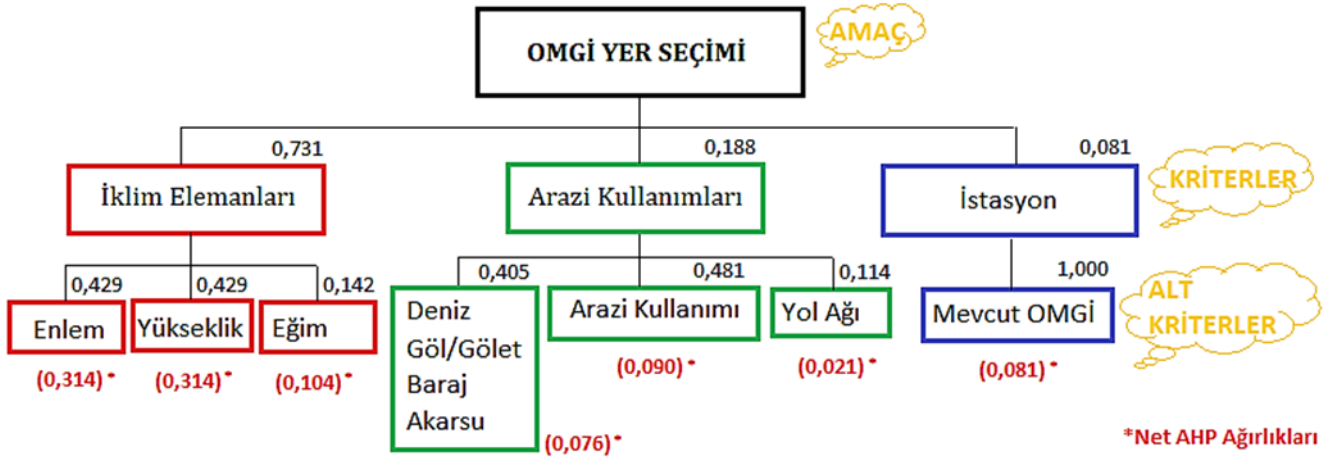 OMGİ YER SEÇİMİ
AMAÇ
0,731
0,188
0,081
İklim Elemanları
Arazi Kullanımları
İstasyon
KRİTERLER
0,429
0,429
0,142
0,405
0,481
0,114
1,000
Enlem
Yükseklik
Eğim
Deniz
Göl/Gölet
Baraj
Akarsu
Arazi Kullanımı
Yol Ağı
Mevcut OMGİ
ALT
KRİTERLER
(0,314) *
(0,314) *
(0,104) *
(0,076) *
(0,090) *
(0,021) *
(0,081) *
*Net AHP Ağırlıkları